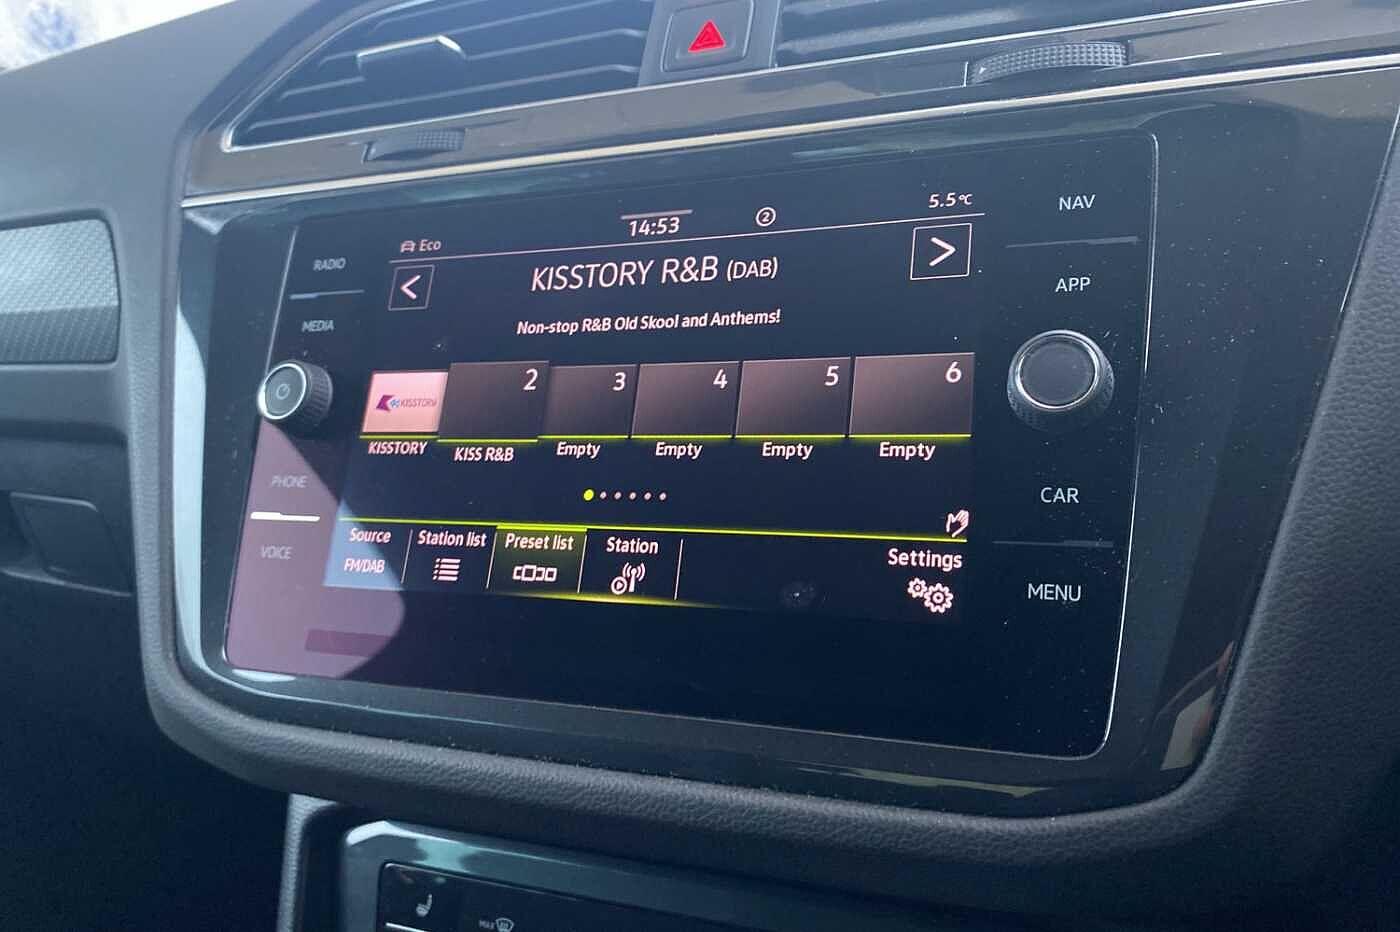 14:53
2
5.5°C
NAV
Eco
RADIO
KISSTORY R&B (DAB)
APP
MEDIA
Non-stop R&B Old Skool and Anthems!
KISSTORY
2
3
4
5
6
KISSTORY
KISS R&B
Empty
Empty
Empty
Empty
PHONE
CAR
VOICE
Source
FM/DAB
Station list
Preset list
Station
Settings
MENU
MAX